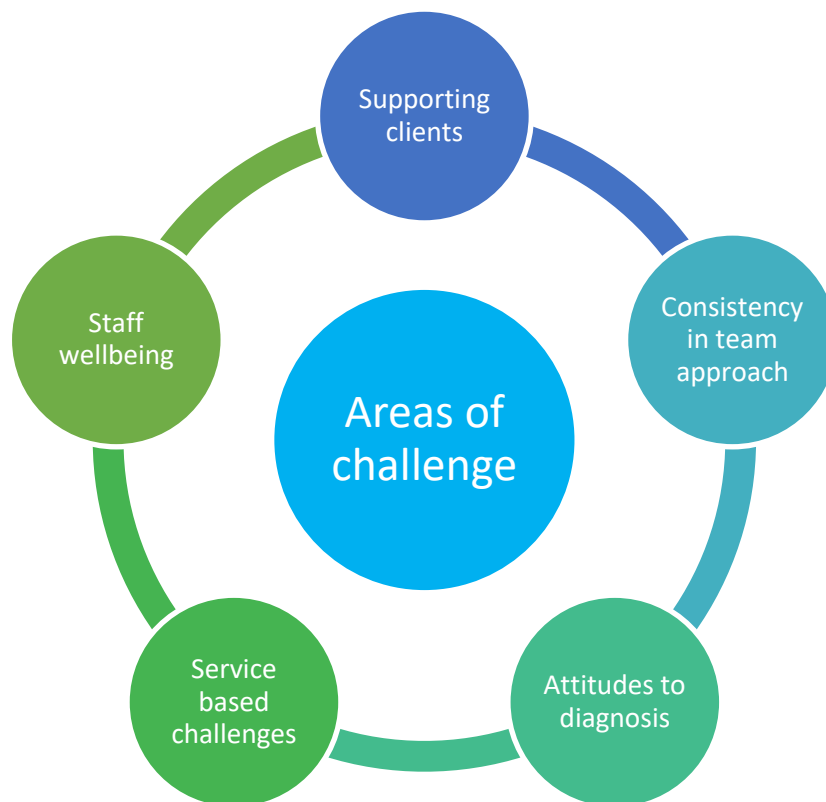 Supporting
clients
Consistency
in team
approach
Attitudes to
diagnosis
Service
based
challenges
Staff
wellbeing
Areas of
challenge